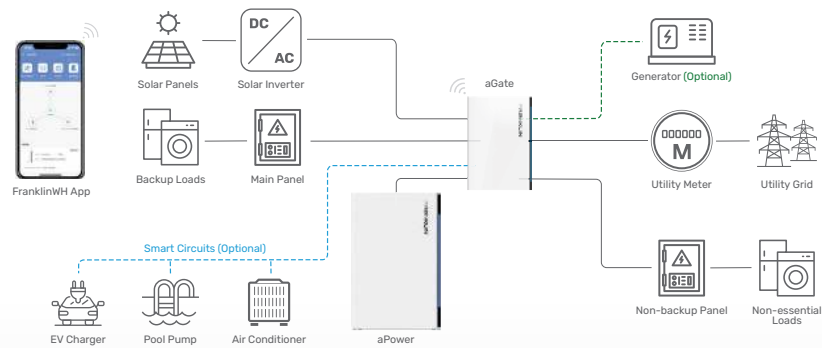 DC
AC
Solar Panels
Solar Inverter
aGate
Generator (Optional)
FranklinWH App
Backup Loads
Main Panel
M
Utility Meter
Utility Grid
Smart Circuits (Optional)
EV Charger
Pool Pump
Air Conditioner
aPower
Non-backup Panel
Non-essential
Loads